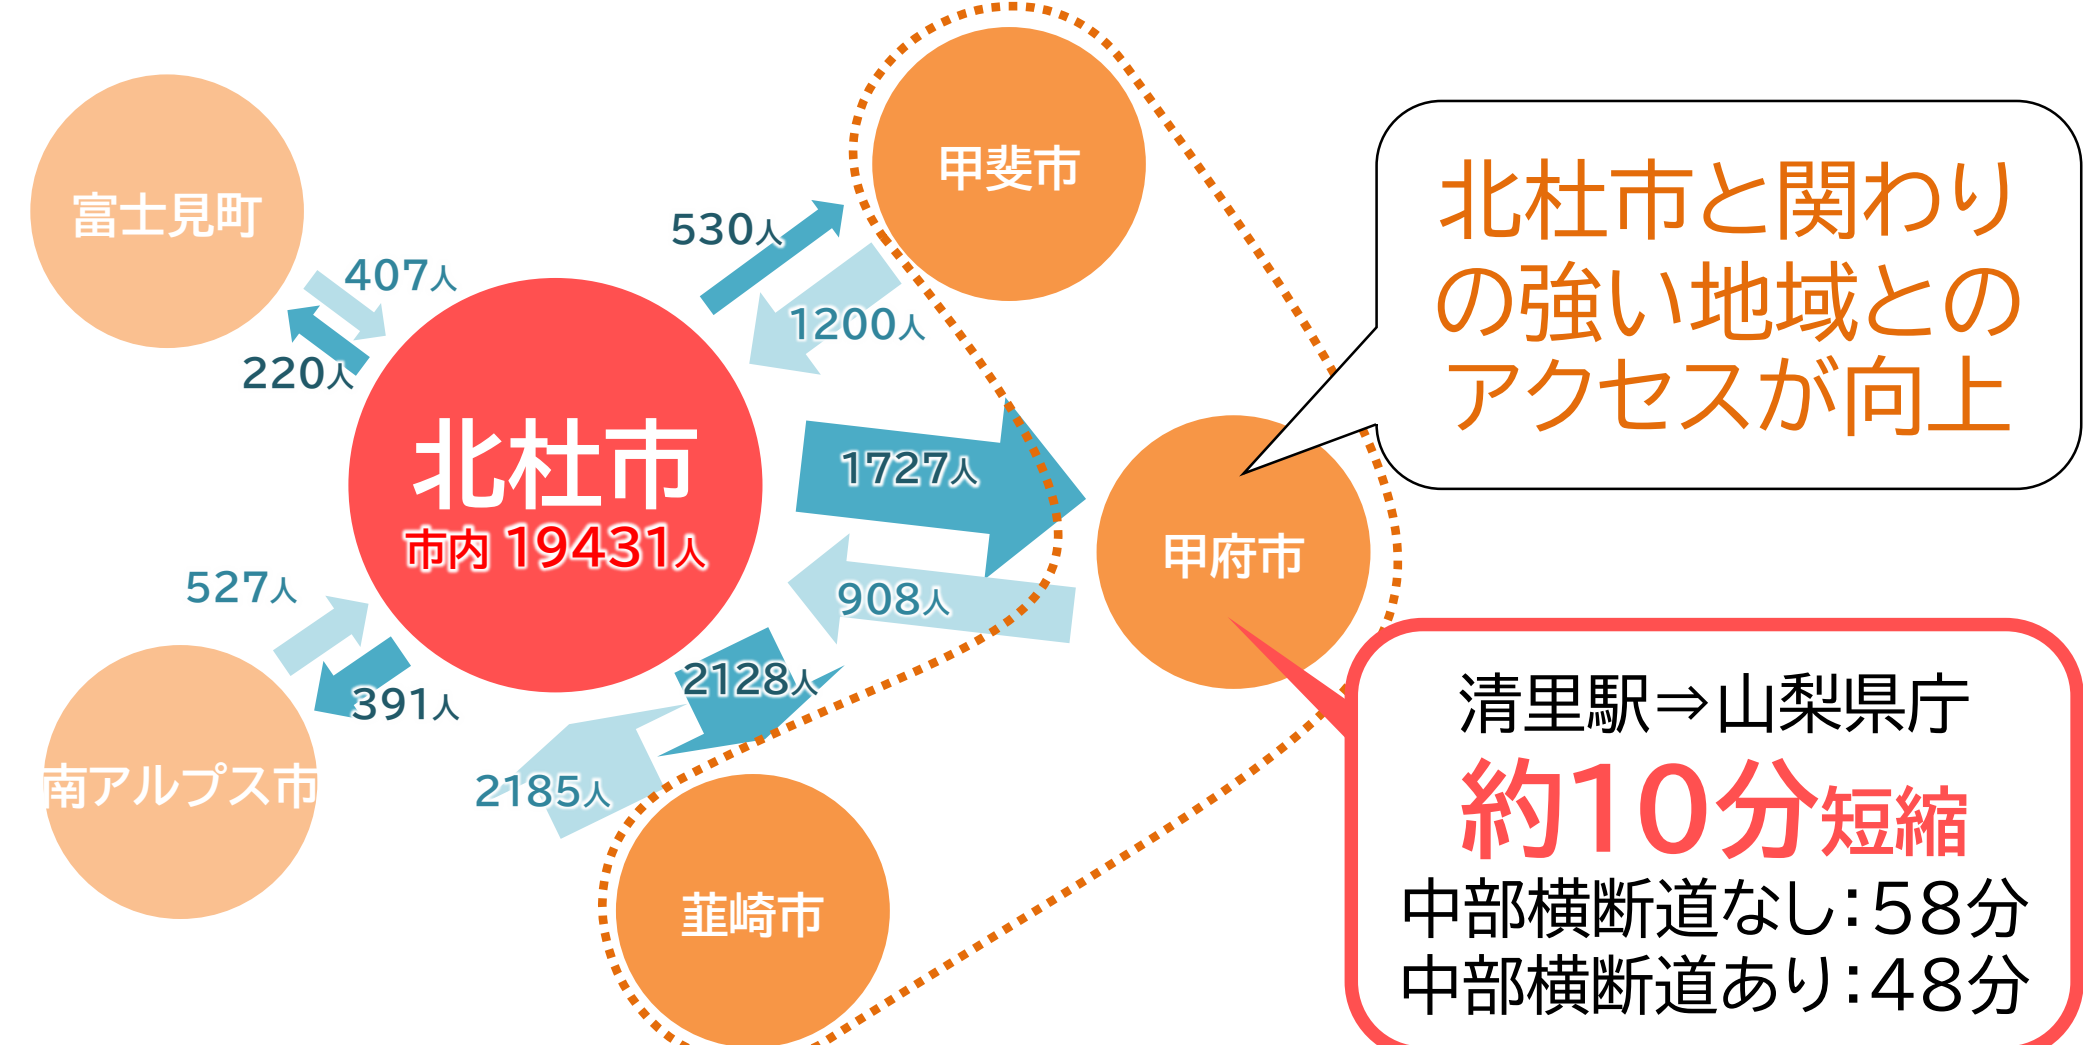 富士見町
407人
220人
530人
1200人
甲斐市
北杜市
市内 19431人
1727人
908人
甲府市
527人
391人
南アルプス市
2128人
2185人
韮崎市
北杜市と関わり
の強い地域との
アクセスが向上
清里駅⇒山梨県庁
約10分短縮
中部横断道なし：58分
中部横断道あり：48分